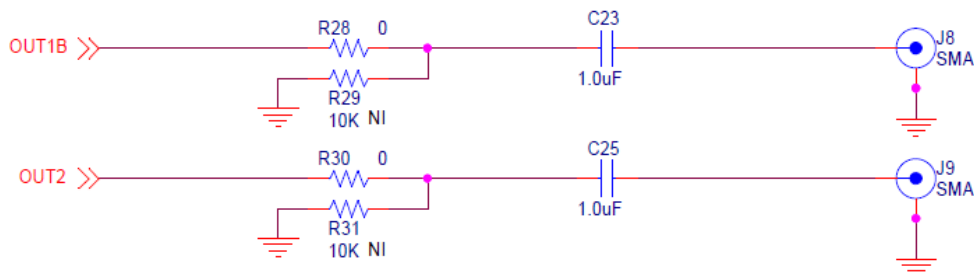 R28 0
C23
OUT1B
J8
SMA
R29
1.0uF
10K NI
R30 0
C25
OUT2
J9
SMA
R31
1.0uF
10K NI